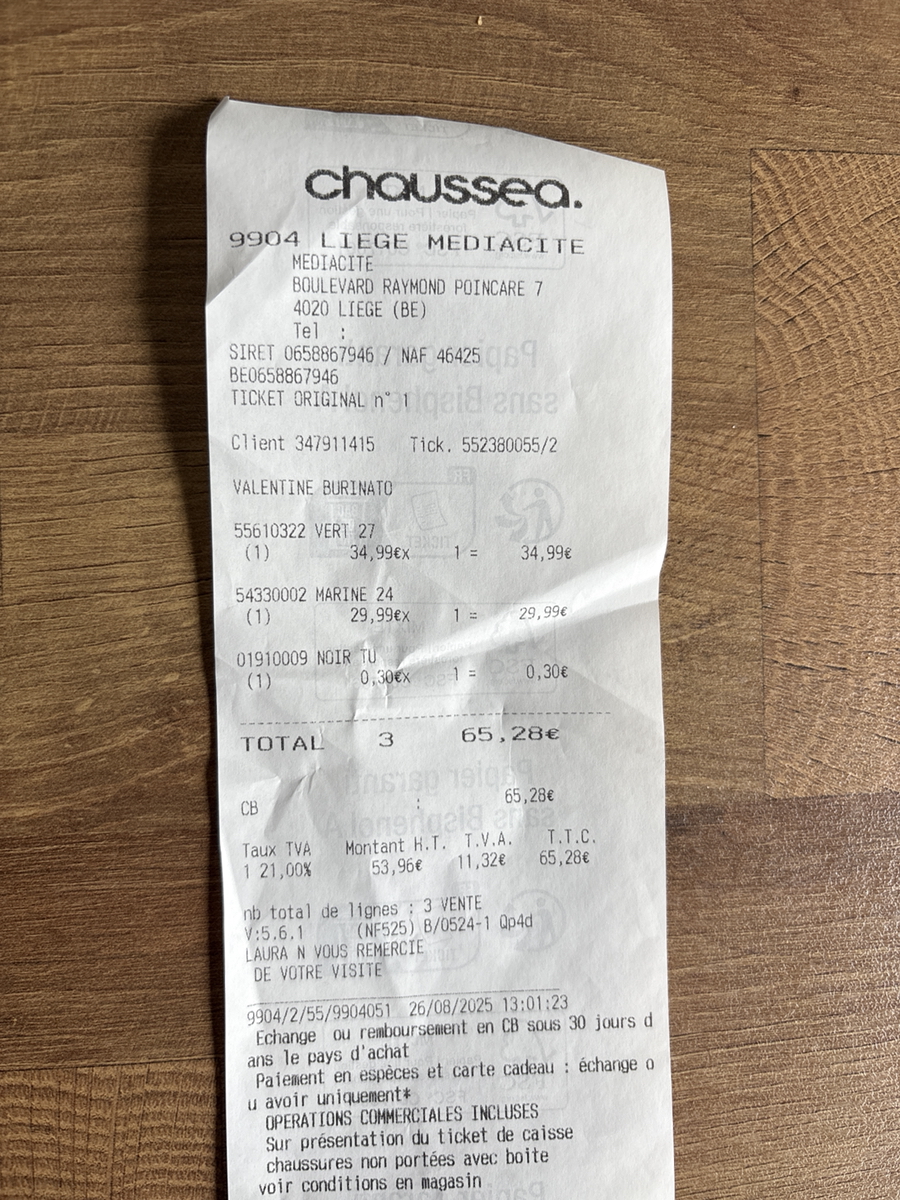 chaussea.
9904 LIEGE MEDIACITE
MEDIACITE
BOULEVARD RAYMOND POINCARE 7
4020 LIEGE (BE)
Tel :
SIRET 0658867946 / NAF 46425
BE0658867946
TICKET ORIGINAL n° 1
Client 347911415 Tick. 552380055/2
VALENTINE BURINATO
55610322 VERT 27
(1) 34,99€x 1 = 34,99€
54330002 MARINE 24
(1) 29,99€x 1 = 29,99€
01910009 NOIR TU
(1) 0,30€x 1 = 0,30€
TOTAL 3 65,28€
CB : 65,28€
Taux TVA Montant H.T. T.V.A. T.T.C.
1 21,00% 53,96€ 11,32€ 65,28€
nb total de lignes : 3 VENTE
V:5.6.1 (NF525) B/0524-1 Qp4d
LAURA N VOUS REMERCIE
DE VOTRE VISITE
9904/2/55/9904051 26/08/2025 13:01:23
Echange ou remboursement en CB sous 30 jours d
ans le pays d'achat
Paiement en espèces et carte cadeau : échange o
u avoir uniquement*
OPERATIONS COMMERCIALES INCLUSES
Sur présentation du ticket de caisse
chaussures non portées avec boite
voir conditions en magasin